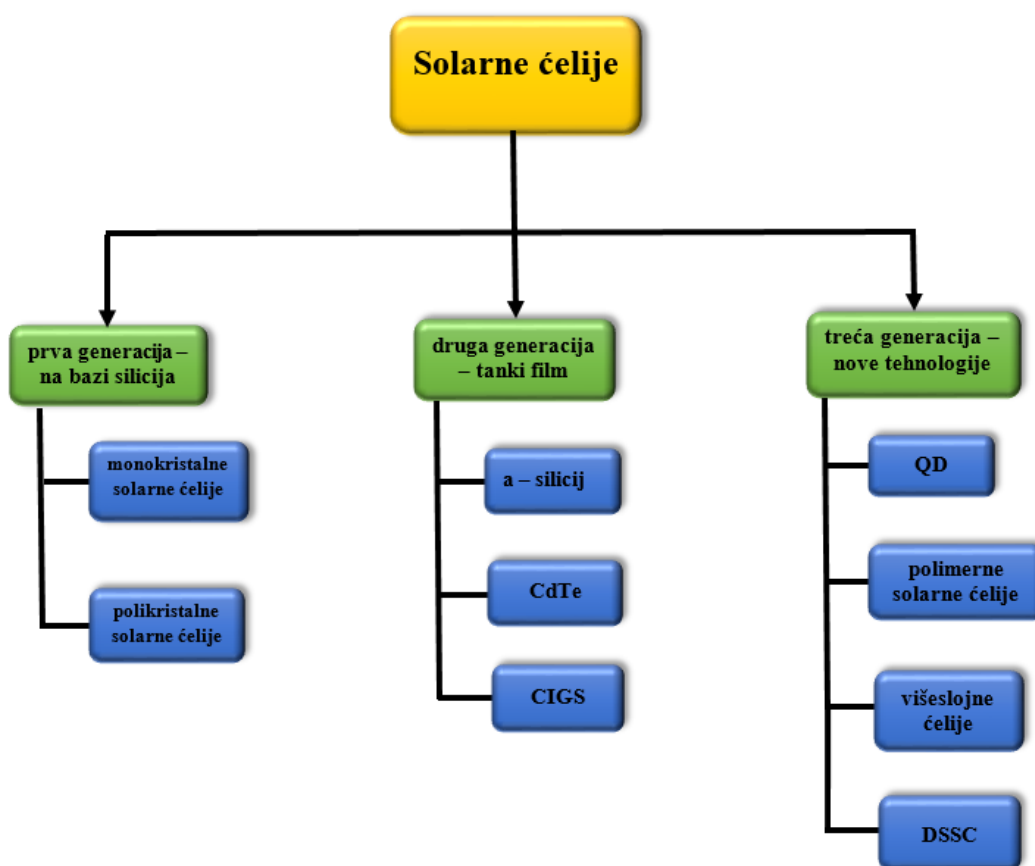 Solarne ćelije
prva generacija –
na bazi silicija
monokristalne
solarne ćelije
polikristalne
solarne ćelije
druga generacija
– tanki film
a – silicij
CdTe
CIGS
treća generacija –
nove tehnologije
QD
polimerne
solarne ćelije
višeslojne
ćelije
DSSC